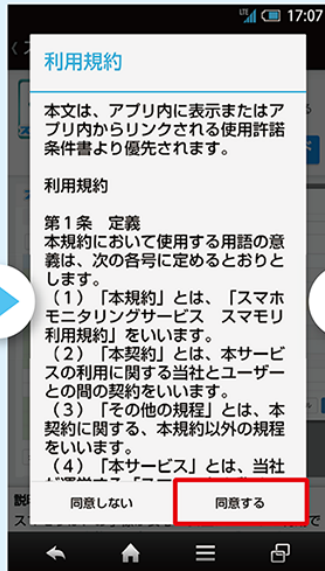 17:07
利用規約
本文は、アプリ内に表示またはア
プリ内からリンクされる使用許諾
条件書より優先されます。
利用規約
第1条 定義
本規約において使用する用語の意
義は、次の各号に定めるとおりと
します。
(1)「本規約」とは、「スマホ
モニタリングサービス スマモリ
利用規約」をいいます。
(2)「本契約」とは、本サービ
スの利用に関する当社とユーザー
との間の契約をいいます。
(3)「その他の規程」とは、本
契約に関する、本規約以外の規程
をいいます。
(4)「本サービス」とは、当社
同意しない
同意する